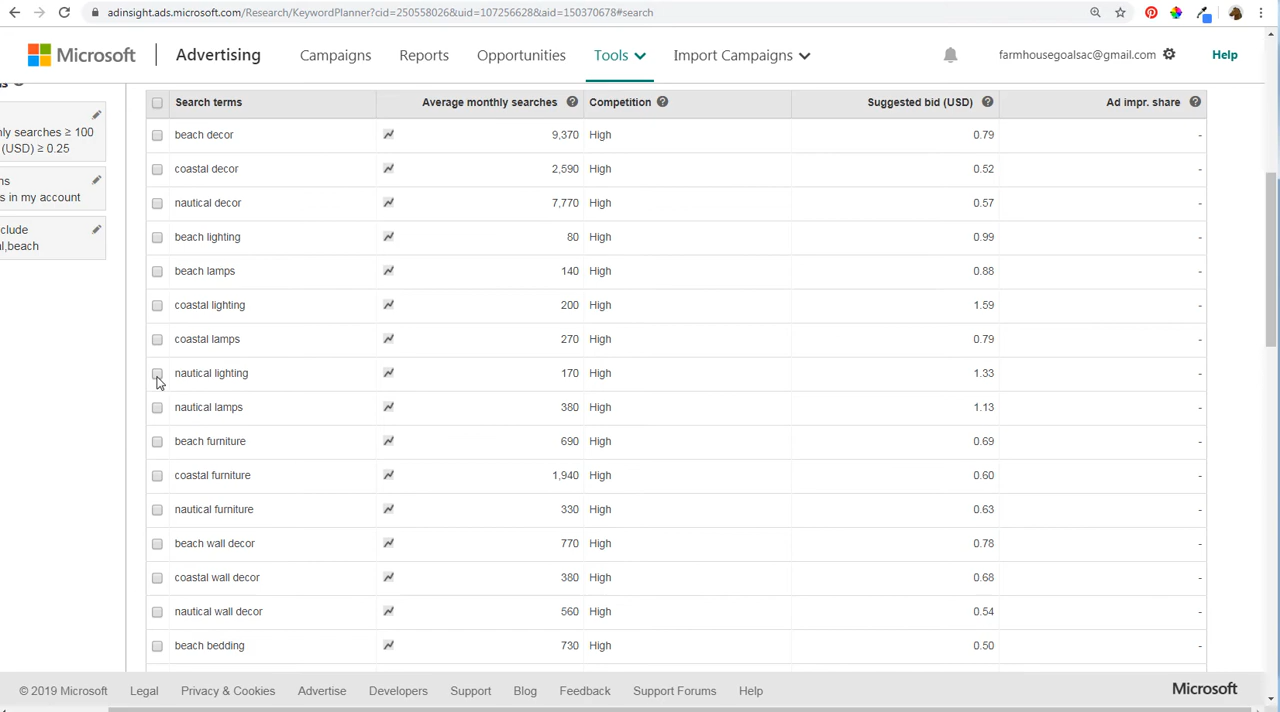 adinsight.ads.microsoft.com/Research/KeywordPlanner?cid=250558026&uid=107256628&aid=150370678#search
Microsoft | Advertising Campaigns Reports Opportunities Tools Import Campaigns farmhousegoalsac@gmail.com Help
Search terms Average monthly searches Competition Suggested bid (USD) Ad impr. share
beach decor 9,370 High 0.79 -
coastal decor 2,590 High 0.52 -
nautical decor 7,770 High 0.57 -
beach lighting 80 High 0.99 -
beach lamps 140 High 0.88 -
coastal lighting 200 High 1.59 -
coastal lamps 270 High 0.79 -
nautical lighting 170 High 1.33 -
nautical lamps 380 High 1.13 -
beach furniture 690 High 0.69 -
coastal furniture 1,940 High 0.60 -
nautical furniture 330 High 0.63 -
beach wall decor 770 High 0.78 -
coastal wall decor 380 High 0.68 -
nautical wall decor 560 High 0.54 -
beach bedding 730 High 0.50 -
ly searches ≥ 100
(USD) ≥ 0.25
ns
s in my account
clude
l,beach
© 2019 Microsoft Legal Privacy & Cookies Advertise Developers Support Blog Feedback Support Forums Help Microsoft